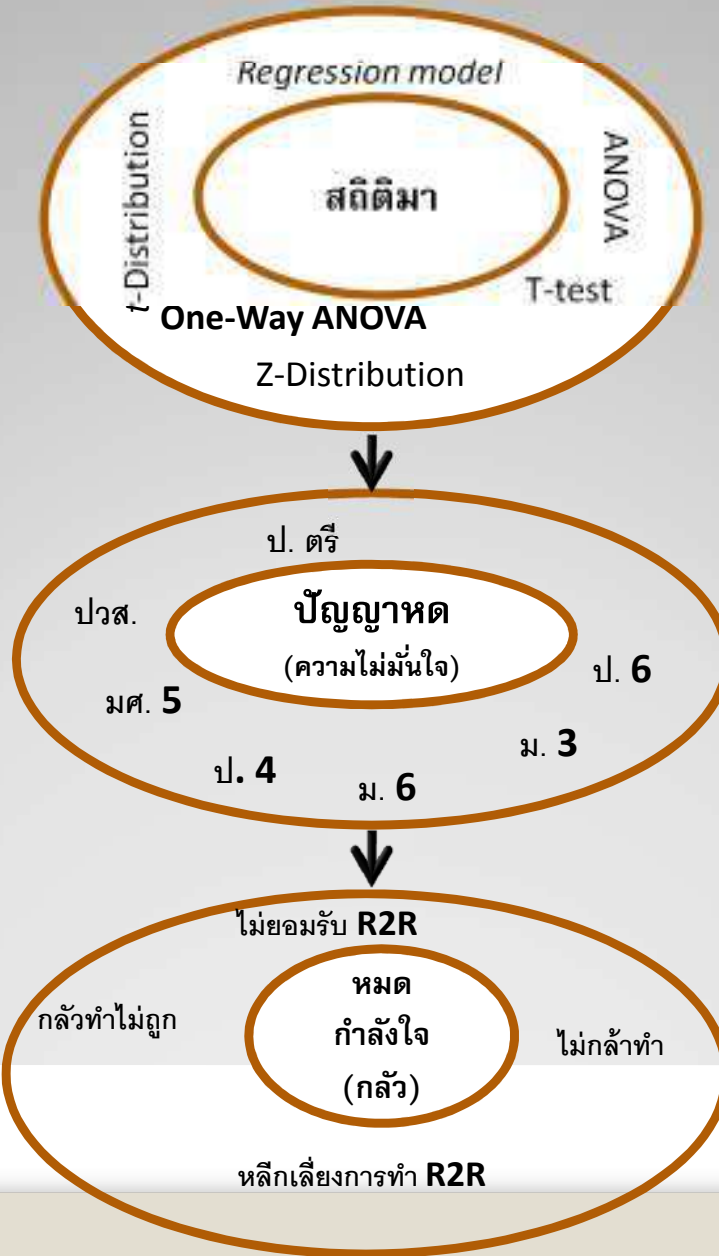 Regression model
t-Distribution
สถิติมา
ANOVA
T-test
One-Way ANOVA
Z-Distribution
ป. ตรี
ปวส.
ปัญญาหด
(ความไม่มั่นใจ)
ป. 6
มศ. 5
ม. 3
ป. 4
ม. 6
ไม่ยอมรับ R2R
หมด
กำลังใจ
(กลัว)
กลัวทำไม่ถูก
ไม่กล้าทำ
หลีกเลี่ยงการทำ R2R